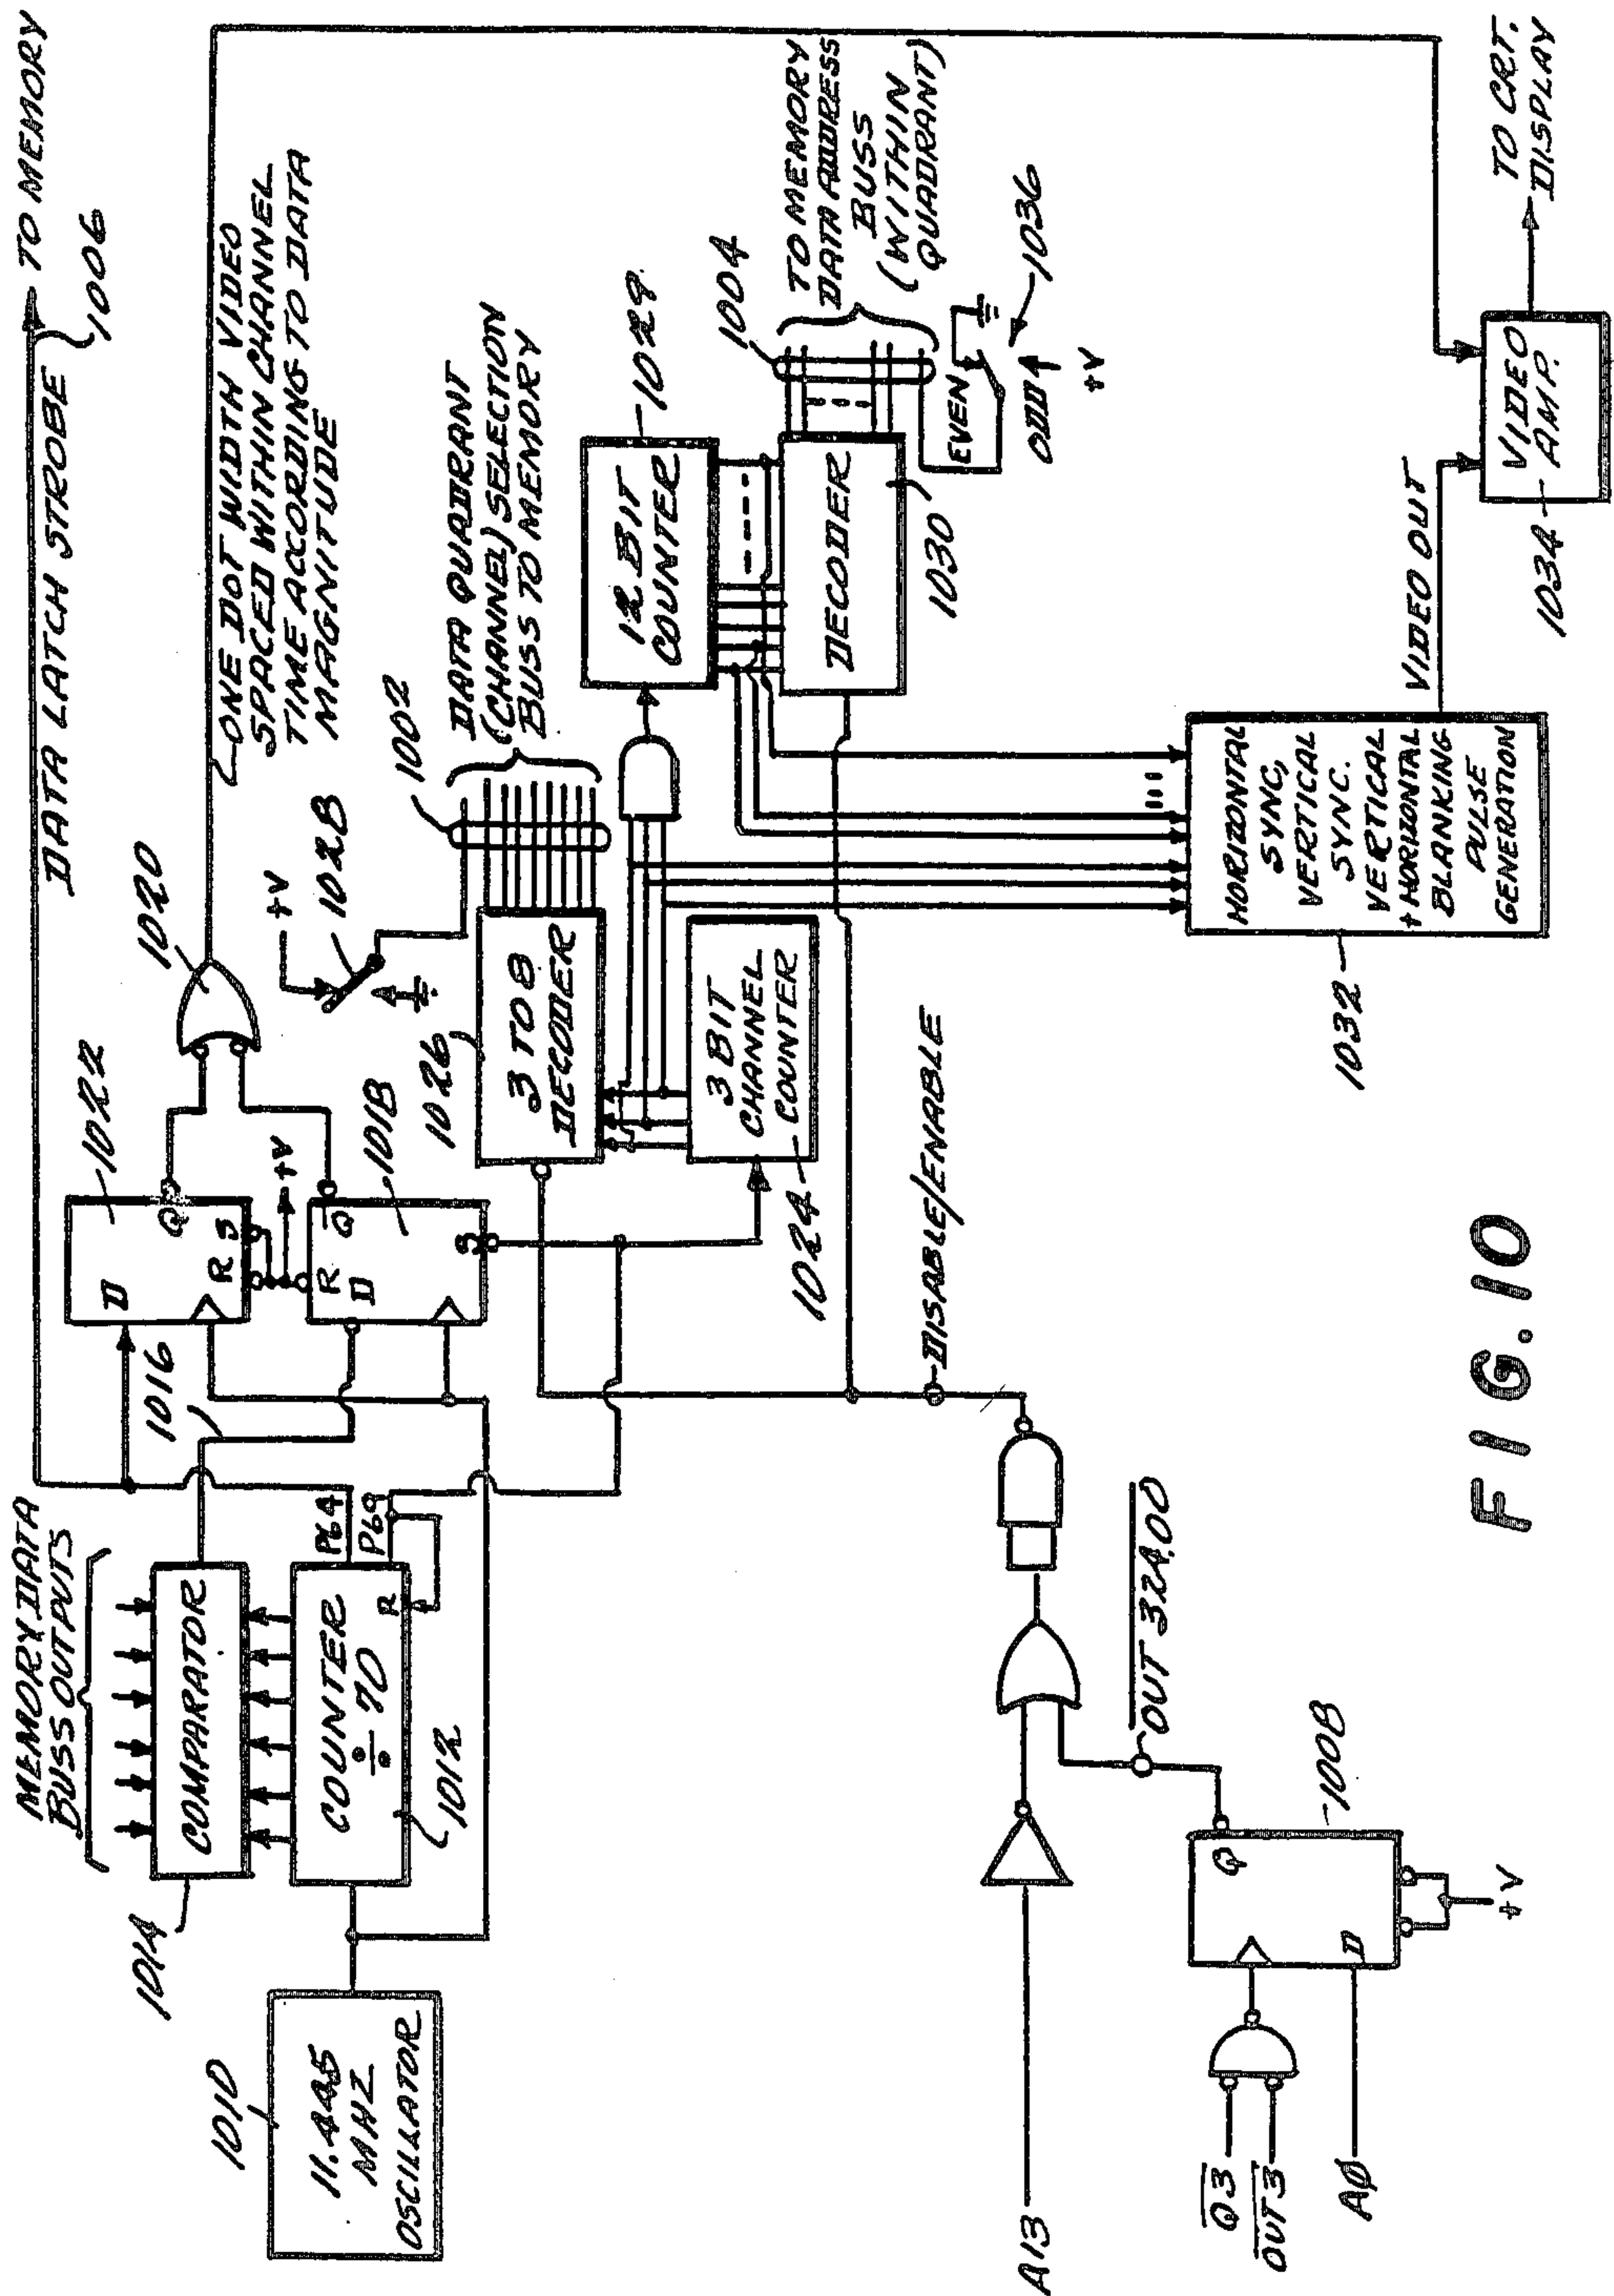 DATA LATCH STROBE
TO MEMORY
1006
MEMORY DATA
BUSS OUTPUTS
1014
COMPARATOR
1016
1022
D
Q
R S
+V
1020
ONE DOT WIDTH VIDEO
SPACED WITHIN CHANNEL
TIME ACCORDING TO DATA
MAGNITUDE
1010
11.445
MHZ
OSCILLATOR
COUNTER
÷ 70
1012
P64
P69
R
R
D
Q̅
S
1018
+V
1028
1002
DATA QUADRANT
(CHANNEL) SELECTION
BUSS TO MEMORY
1026
3 TO 8
DECODER
3 BIT
CHANNEL
COUNTER
1024
12 BIT
COUNTER
1029
DECODER
1030
1004
TO MEMORY
DATA ADDRESS
BUSS
(WITHIN
QUADRANT)
EVEN
ODD
1036
+V
DISABLE/ENABLE
A13
OUT 324.00
Q3
OUT 3
A0
Q
D
1008
+V
HORIZONTAL
SYNC,
VERTICAL
SYNC.
VERTICAL
+ HORIZONTAL
BLANKING
PULSE
GENERATION
1032
VIDEO OUT
VIDEO
AMP.
1034
TO CRT.
DISPLAY
FIG. 10